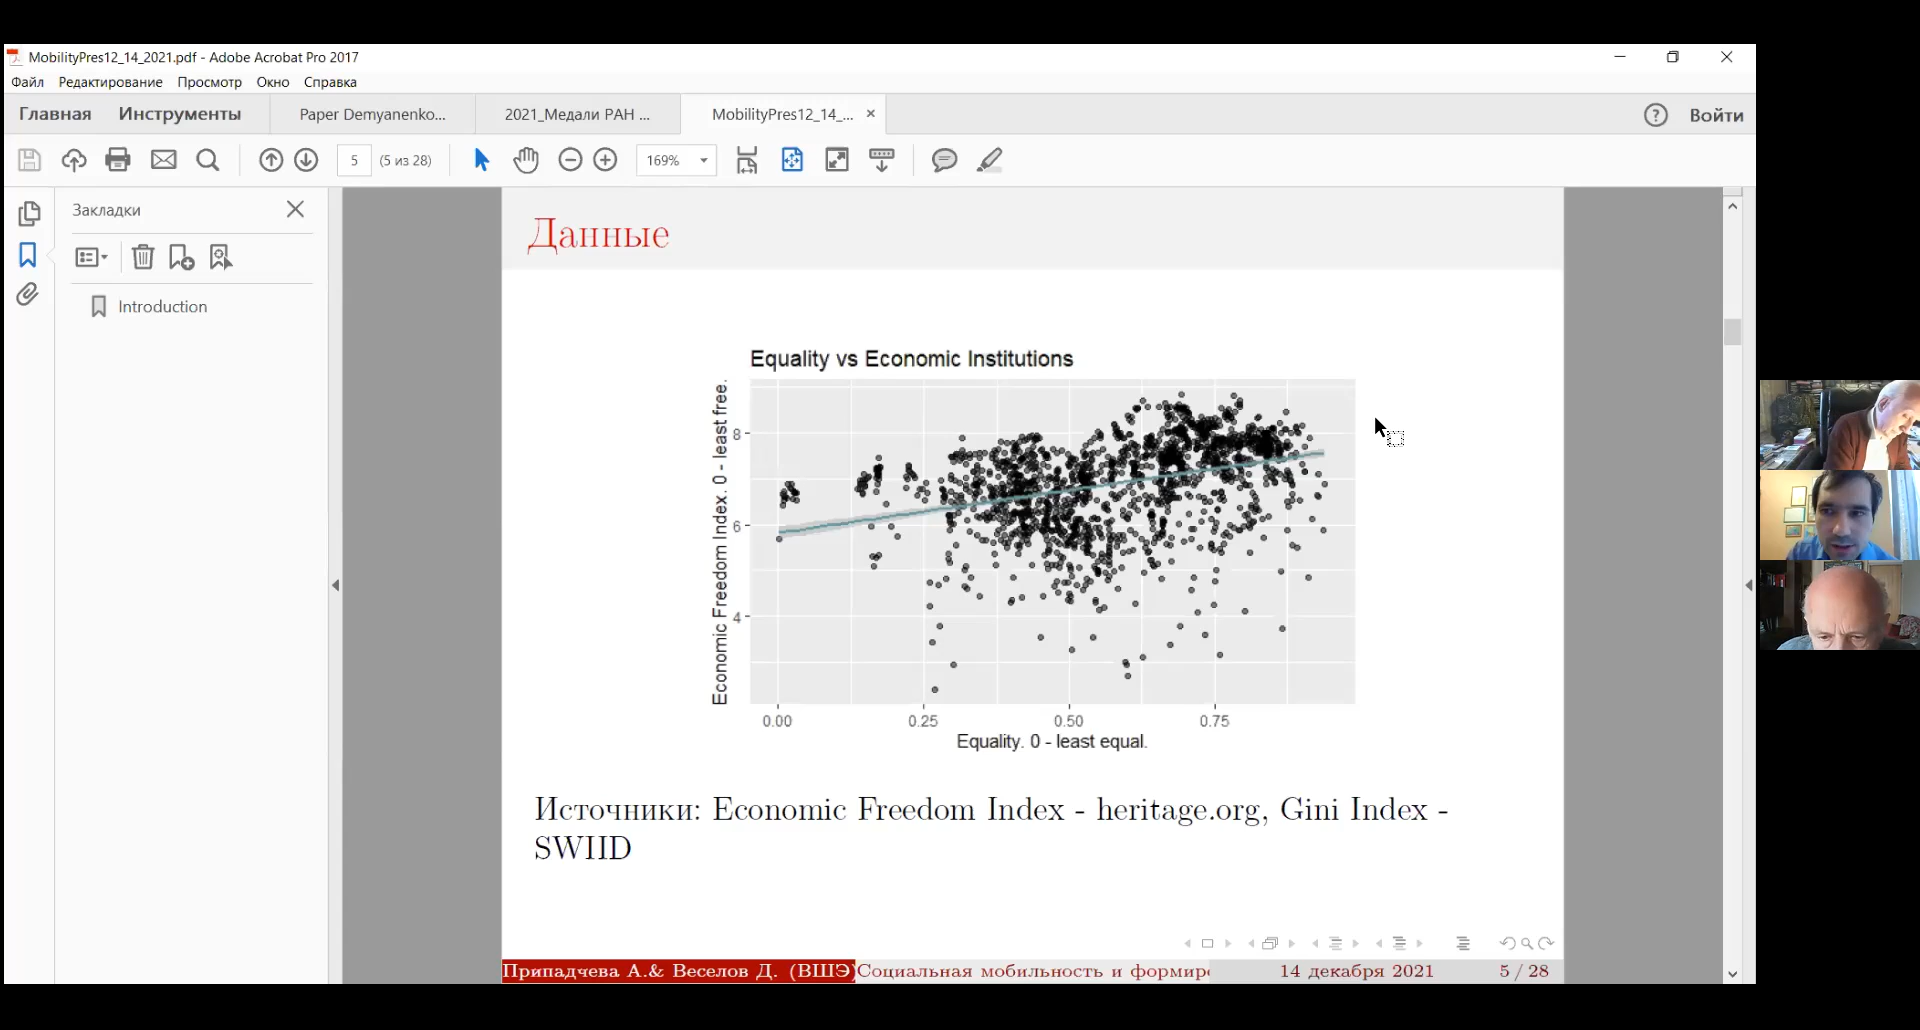 MobilityPres12_14_2021.pdf - Adobe Acrobat Pro 2017
Файл Редактирование Просмотр Окно Справка
Главная Инструменты Paper Demyanenko... 2021_Медали РАН ... MobilityPres12_14_... Войти
5 (5 из 28) 169%
Закладки
Introduction
Данные
Equality vs Economic Institutions
Economic Freedom Index. 0 - least free.
8
6
4
0.00 0.25 0.50 0.75
Equality. 0 - least equal.
Источники: Economic Freedom Index - heritage.org, Gini Index -
SWIID
Припадчева А.& Веселов Д. (ВШЭ) Социальная мобильность и формиро 14 декабря 2021 5 / 28